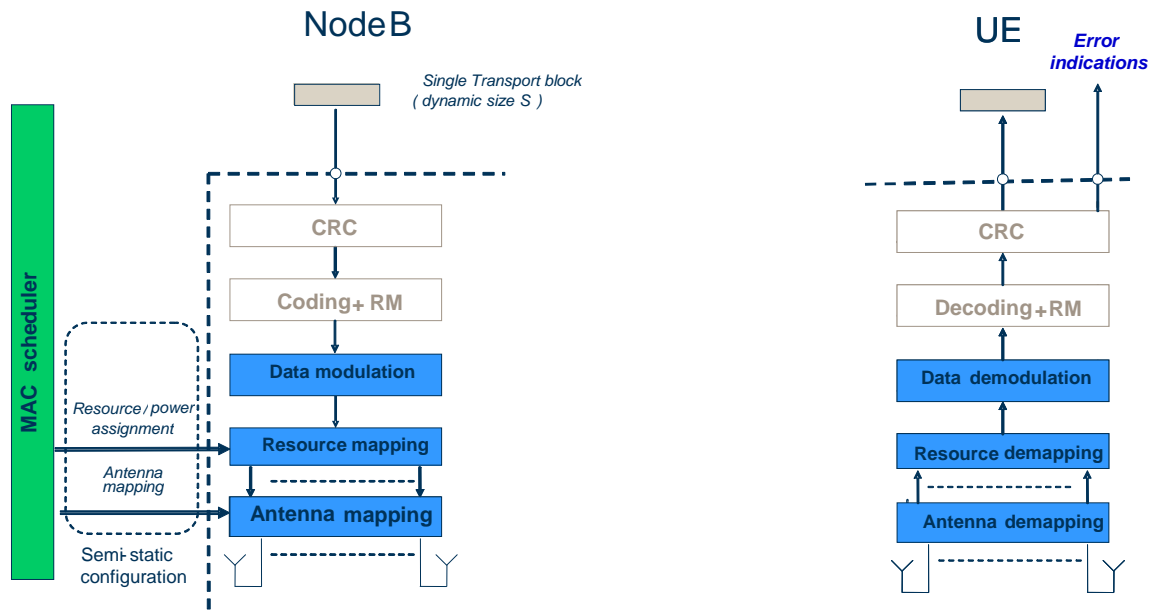 NodeB
UE
Error
indications
Single Transport block
( dynamic size S )
CRC
Coding+ RM
Data modulation
Resource mapping
Antenna mapping
MAC scheduler
Resource/power
assignment
Antenna
mapping
Semi-static
configuration
CRC
Decoding+RM
Data demodulation
Resource demapping
Antenna demapping